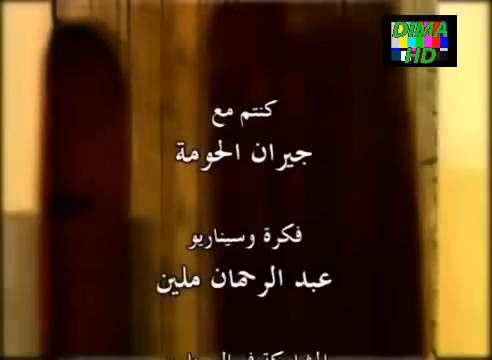 DIMA
HD
كنتم مع
جيران الحومة
فكرة وسيناريو
عبد الرحمان ملين